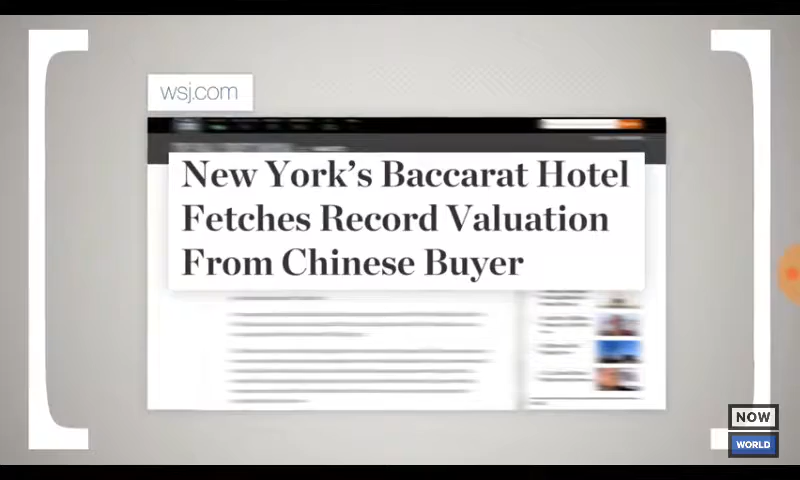 wsj.com
New York's Baccarat Hotel
Fetches Record Valuation
From Chinese Buyer
NOW
WORLD